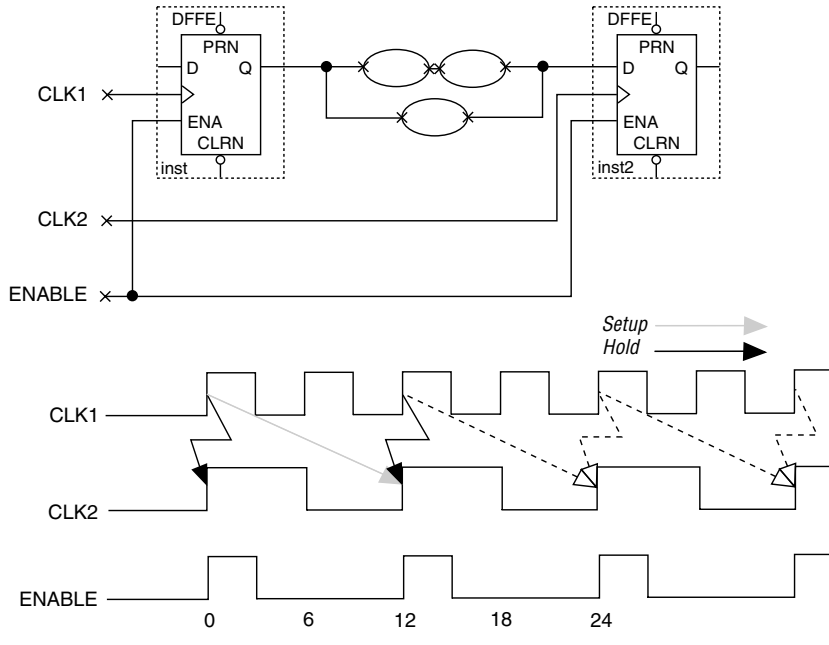 DFFE
DFFE
PRN
PRN
D Q
D Q
CLK1
ENA
ENA
CLRN
CLRN
inst
inst2
CLK2
ENABLE
Setup
Hold
CLK1
CLK2
ENABLE
0 6 12 18 24